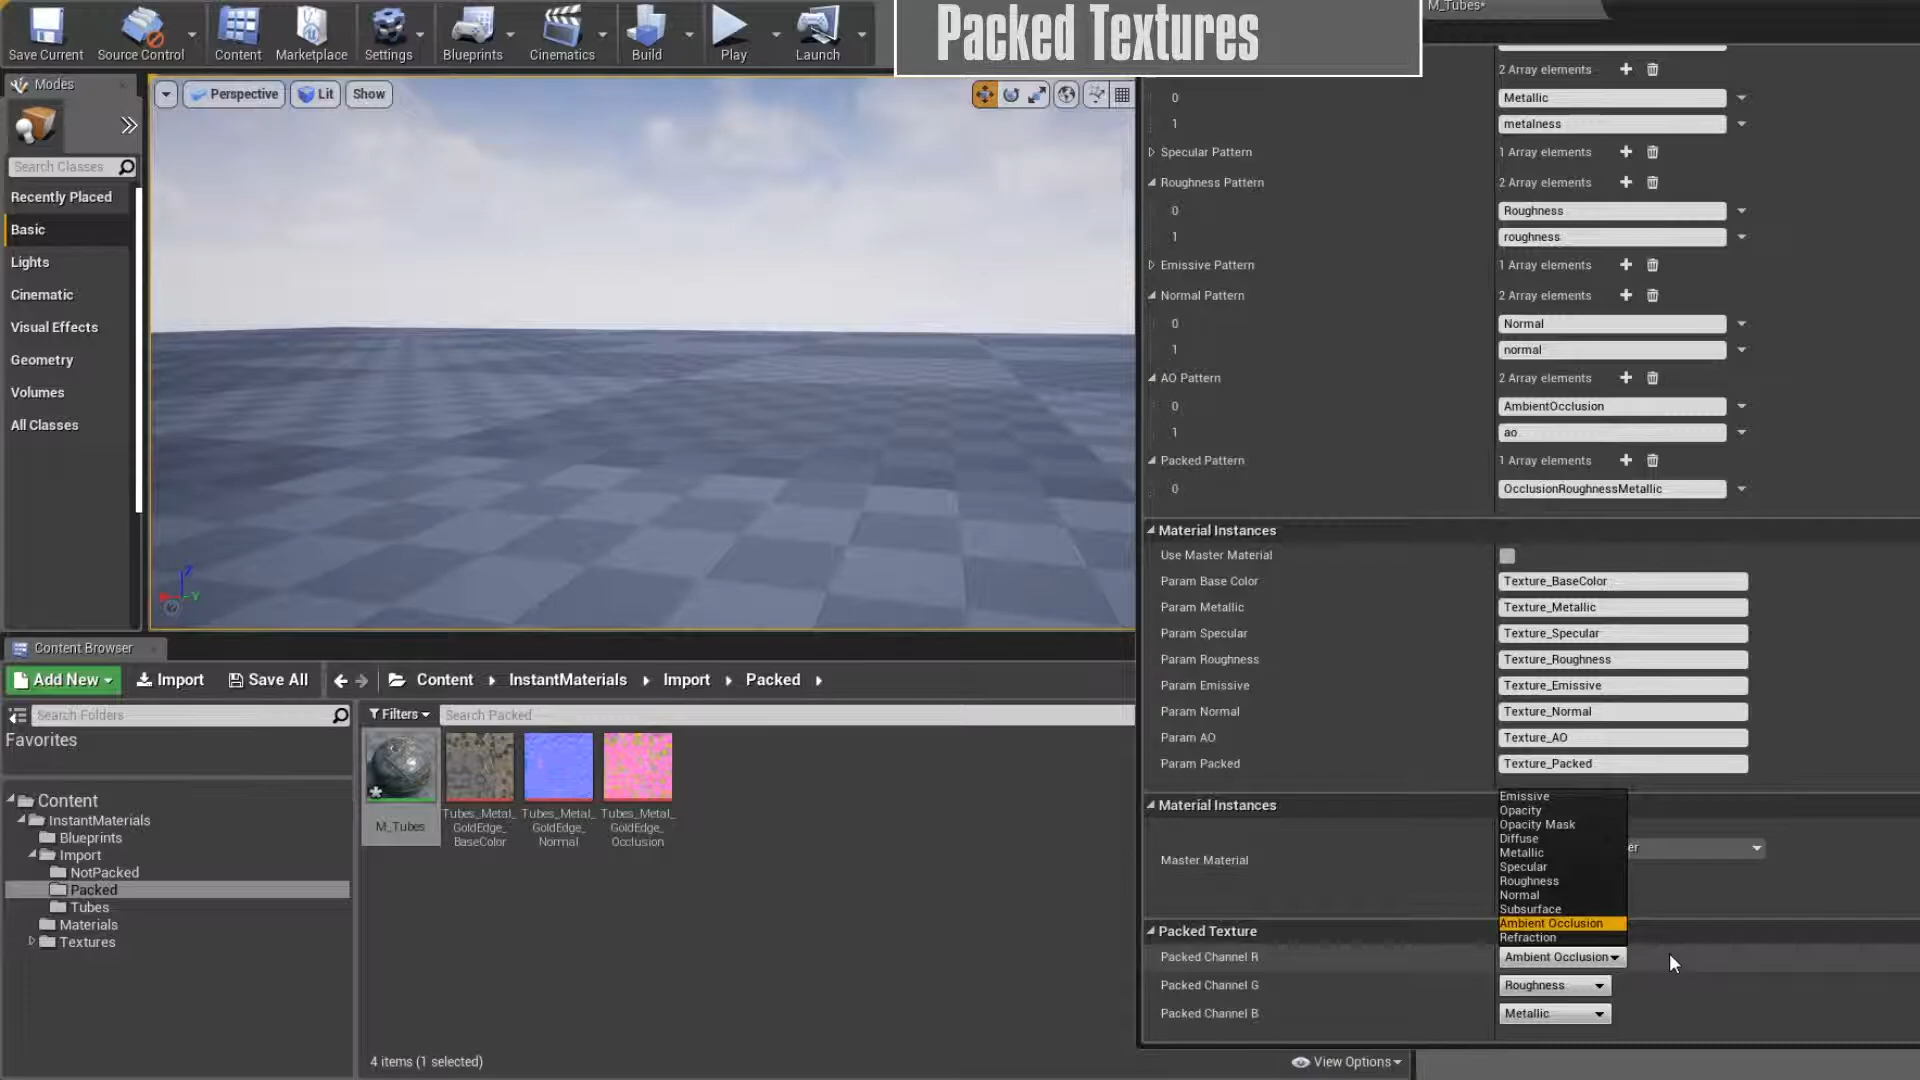 Packed Textures
M_Tubes*
Save Current
Source Control
Content
Marketplace
Settings
Blueprints
Cinematics
Build
Play
Launch
Modes
Perspective
Lit
Show
Search Classes
Recently Placed
Basic
Lights
Cinematic
Visual Effects
Geometry
Volumes
All Classes
2 Array elements
0 Metallic
1 metalness
Specular Pattern 1 Array elements
Roughness Pattern 2 Array elements
0 Roughness
1 roughness
Emissive Pattern 1 Array elements
Normal Pattern 2 Array elements
0 Normal
1 normal
AO Pattern 2 Array elements
0 AmbientOcclusion
1 ao
Packed Pattern 1 Array elements
0 OcclusionRoughnessMetallic
Material Instances
Use Master Material
Param Base Color Texture_BaseColor
Param Metallic Texture_Metallic
Param Specular Texture_Specular
Param Roughness Texture_Roughness
Param Emissive Texture_Emissive
Param Normal Texture_Normal
Param AO Texture_AO
Param Packed Texture_Packed
Material Instances
Master Material
er
Emissive
Opacity
Opacity Mask
Diffuse
Metallic
Specular
Roughness
Normal
Subsurface
Ambient Occlusion
Refraction
Packed Texture
Packed Channel R Ambient Occlusion
Packed Channel G Roughness
Packed Channel B Metallic
Z
Y
Content Browser
Add New
Import
Save All
Content
InstantMaterials
Import
Packed
Search Folders
Filters
Search Packed
Favorites
Content
InstantMaterials
Blueprints
Import
NotPacked
Packed
Tubes
Materials
Textures
M_Tubes
Tubes_Metal_
GoldEdge_
BaseColor
Tubes_Metal_
GoldEdge_
Normal
Tubes_Metal_
GoldEdge_
Occlusion
4 items (1 selected)
View Options